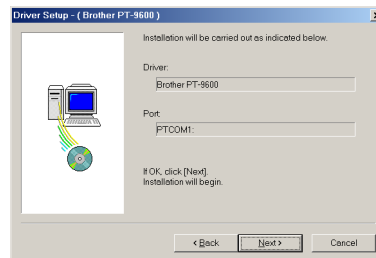 Driver Setup - ( Brother PT-9600 )
Installation will be carried out as indicated below.
Driver:
Brother PT-9600
Port:
PTCOM1:
If OK, click [Next].
Installation will begin.
< Back
Next >
Cancel